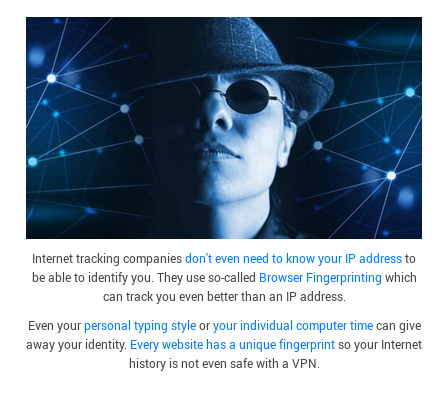 Internet tracking companies don't even need to know your IP address to
be able to identify you. They use so-called Browser Fingerprinting which
can track you even better than an IP address.
Even your personal typing style or your individual computer time can give
away your identity. Every website has a unique fingerprint so your Internet
history is not even safe with a VPN.